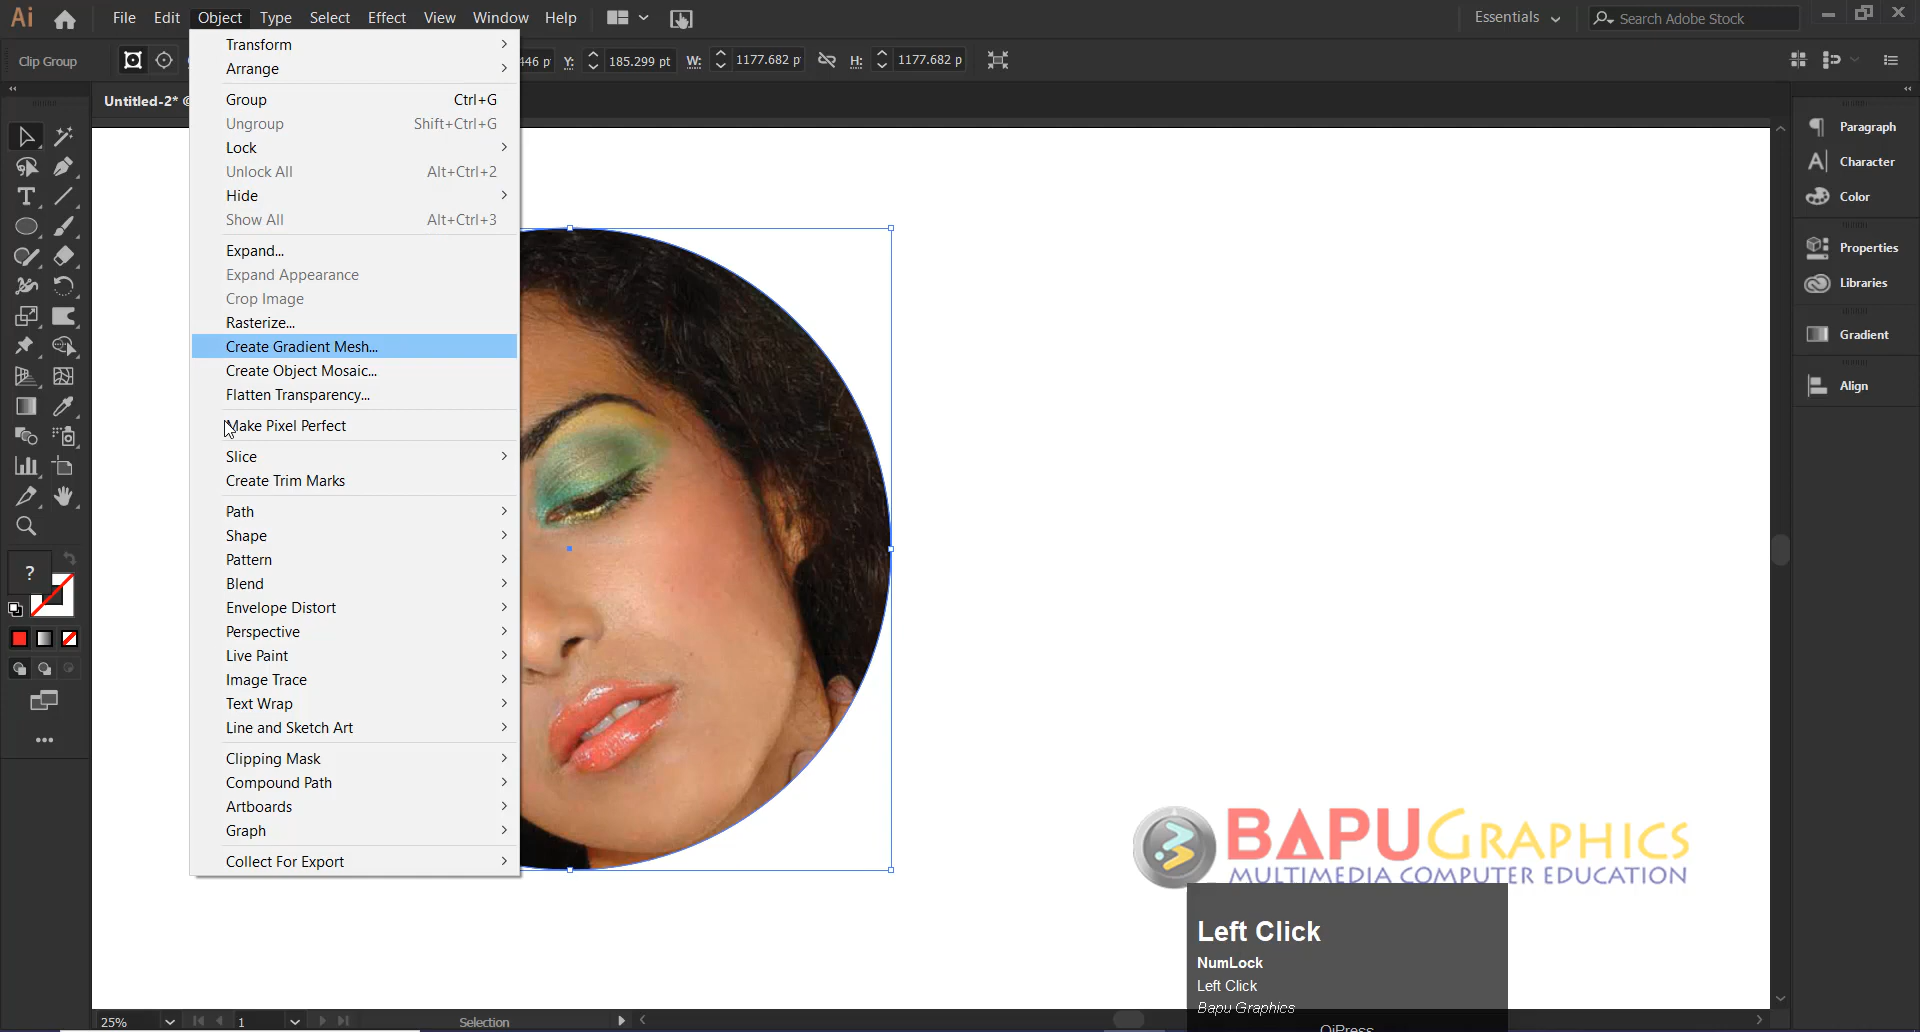 Ai File Edit Object Type Select Effect View Window Help Essentials Search Adobe Stock
Clip Group 446 p Y: 185.299 pt W: 1177.682 p H: 1177.682 p
Untitled-2*
Transform
Arrange
Group Ctrl+G
Ungroup Shift+Ctrl+G
Lock
Unlock All Alt+Ctrl+2
Hide
Show All Alt+Ctrl+3
Expand...
Expand Appearance
Crop Image
Rasterize...
Create Gradient Mesh...
Create Object Mosaic...
Flatten Transparency...
Make Pixel Perfect
Slice
Create Trim Marks
Path
Shape
Pattern
Blend
Envelope Distort
Perspective
Live Paint
Image Trace
Text Wrap
Line and Sketch Art
Clipping Mask
Compound Path
Artboards
Graph
Collect For Export
Paragraph
Character
Color
Properties
Libraries
Gradient
Align
?
BAPU GRAPHICS
MULTIMEDIA COMPUTER EDUCATION
Left Click
NumLock
Left Click
Bapu Graphics
QiPress
25% 1 Selection